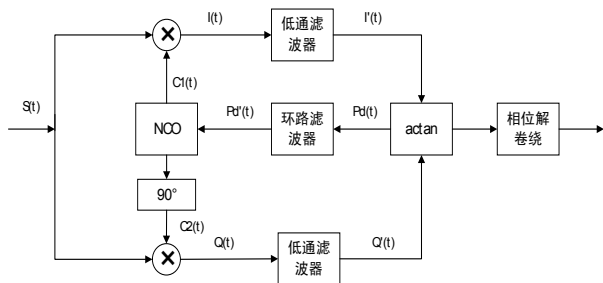 I(t)
低通滤
波器
I'(t)
C1(t)
S(t)
NCO
Pd'(t)
环路滤
波器
Pd(t)
actan
相位解
卷绕
90°
C2(t)
Q(t)
低通滤
波器
Q'(t)